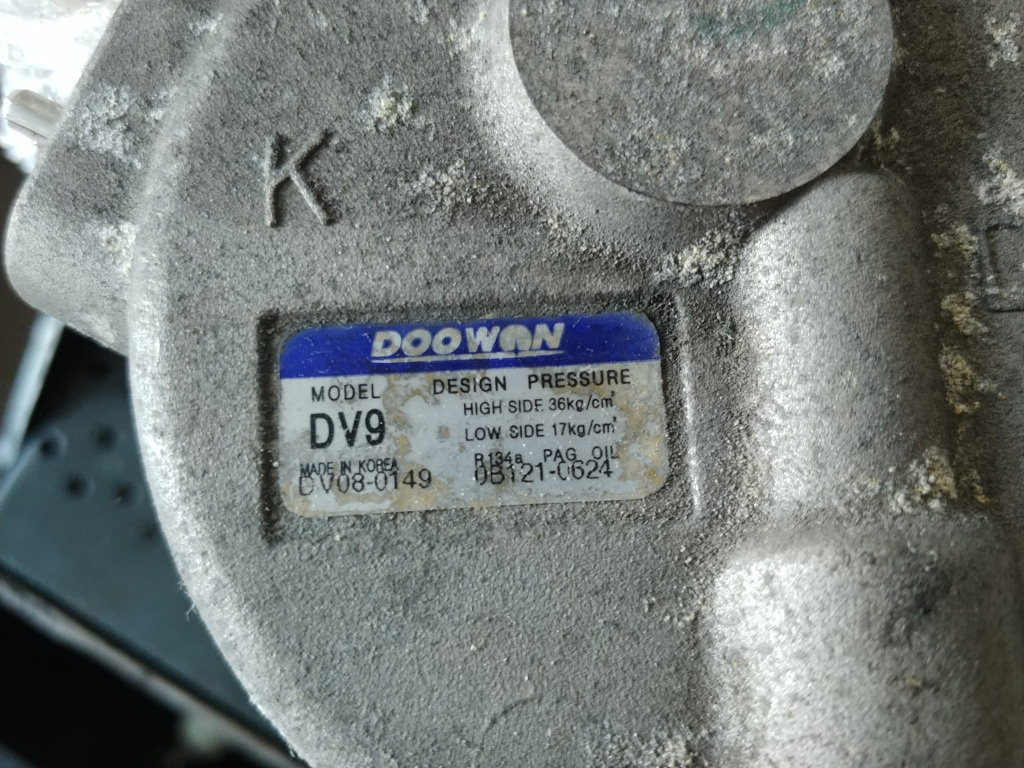 K
DOOWON
MODEL
DV9
DESIGN PRESSURE
HIGH SIDE 36kg/cm²
LOW SIDE 17kg/cm²
R134a PAG OIL
MADE IN KOREA
DV08-0149 0B121-0624